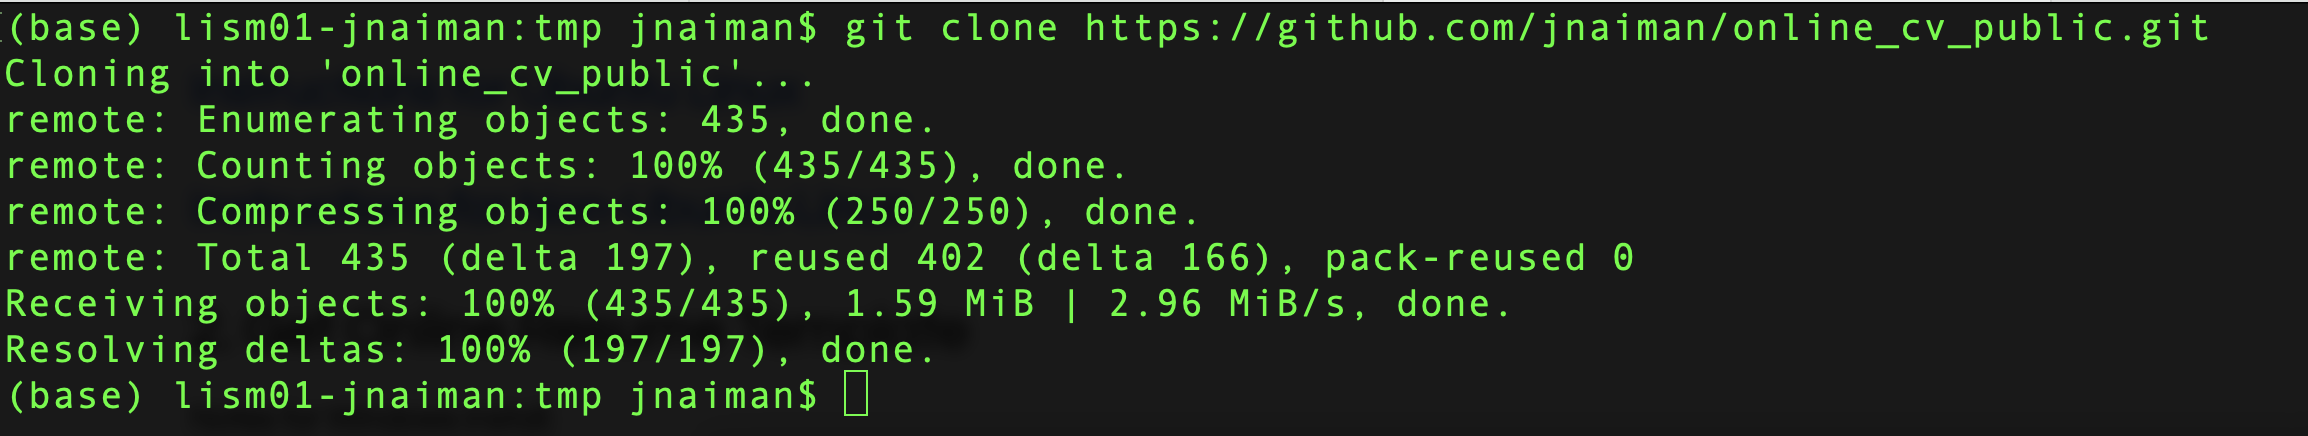 (base) lism01-jnaiman:tmp jnaiman$ git clone https://github.com/jnaiman/online_cv_public.git
Cloning into 'online_cv_public'...
remote: Enumerating objects: 435, done.
remote: Counting objects: 100% (435/435), done.
remote: Compressing objects: 100% (250/250), done.
remote: Total 435 (delta 197), reused 402 (delta 166), pack-reused 0
Receiving objects: 100% (435/435), 1.59 MiB | 2.96 MiB/s, done.
Resolving deltas: 100% (197/197), done.
(base) lism01-jnaiman:tmp jnaiman$